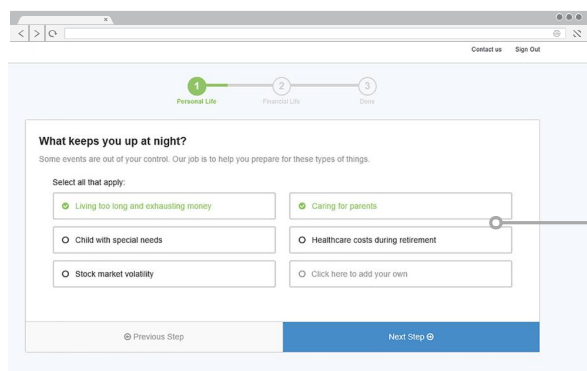 Contact us Sign Out
1 2 3
Personal Life Financial Life Done
What keeps you up at night?
Some events are out of your control. Our job is to help you prepare for these types of things.
Select all that apply:
Living too long and exhausting money
Caring for parents
Child with special needs
Healthcare costs during retirement
Stock market volatility
Click here to add your own
Previous Step
Next Step